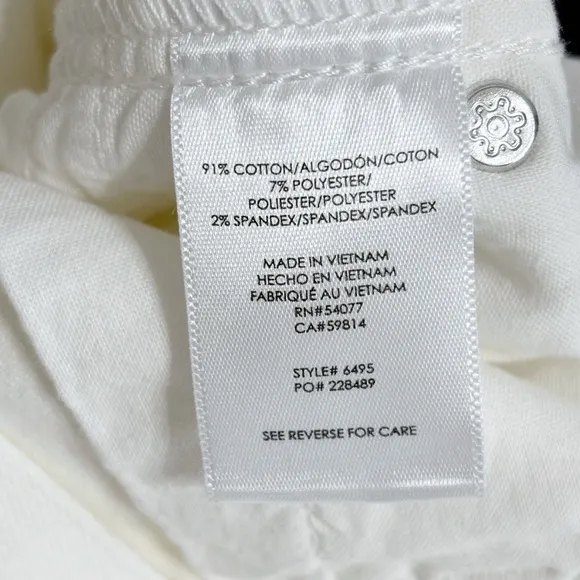 91% COTTON/ALGODÓN/COTON
7% POLYESTER/
POLIESTER/POLYESTER
2% SPANDEX/SPANDEX/SPANDEX
MADE IN VIETNAM
HECHO EN VIETNAM
FABRIQUÉ AU VIETNAM
RN#54077
CA#59814
STYLE# 6495
PO# 228489
SEE REVERSE FOR CARE